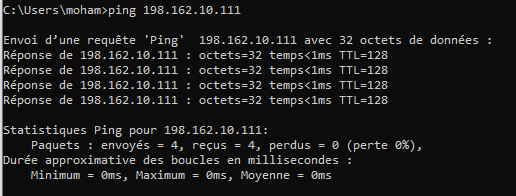 C:\Users\moham>ping 198.162.10.111
Envoi d’une requête 'Ping'  198.162.10.111 avec 32 octets de données :
Réponse de 198.162.10.111 : octets=32 temps<1ms TTL=128
Réponse de 198.162.10.111 : octets=32 temps<1ms TTL=128
Réponse de 198.162.10.111 : octets=32 temps<1ms TTL=128
Réponse de 198.162.10.111 : octets=32 temps<1ms TTL=128
Statistiques Ping pour 198.162.10.111:
    Paquets : envoyés = 4, reçus = 4, perdus = 0 (perte 0%),
Durée approximative des boucles en millisecondes :
    Minimum = 0ms, Maximum = 0ms, Moyenne = 0ms